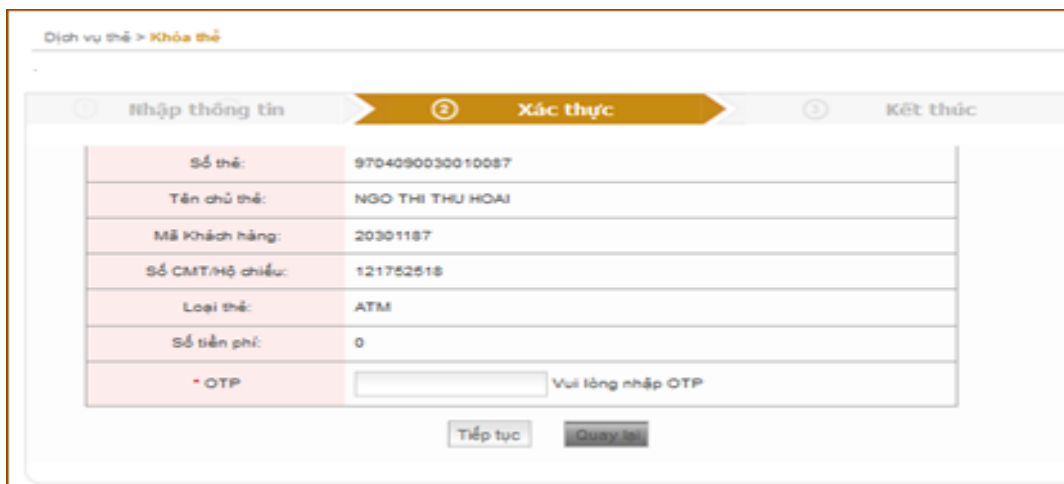 Dịch vụ thẻ > Khóa thẻ
1 Nhập thông tin 2 Xác thực 3 Kết thúc
Số thẻ: 9704090030010087
Tên chủ thẻ: NGO THI THU HOAI
Mã Khách hàng: 20301187
Số CMT/Hộ chiếu: 121752518
Loại thẻ: ATM
Số tiền phí: 0
* OTP Vui lòng nhập OTP
Tiếp tục Quay lại